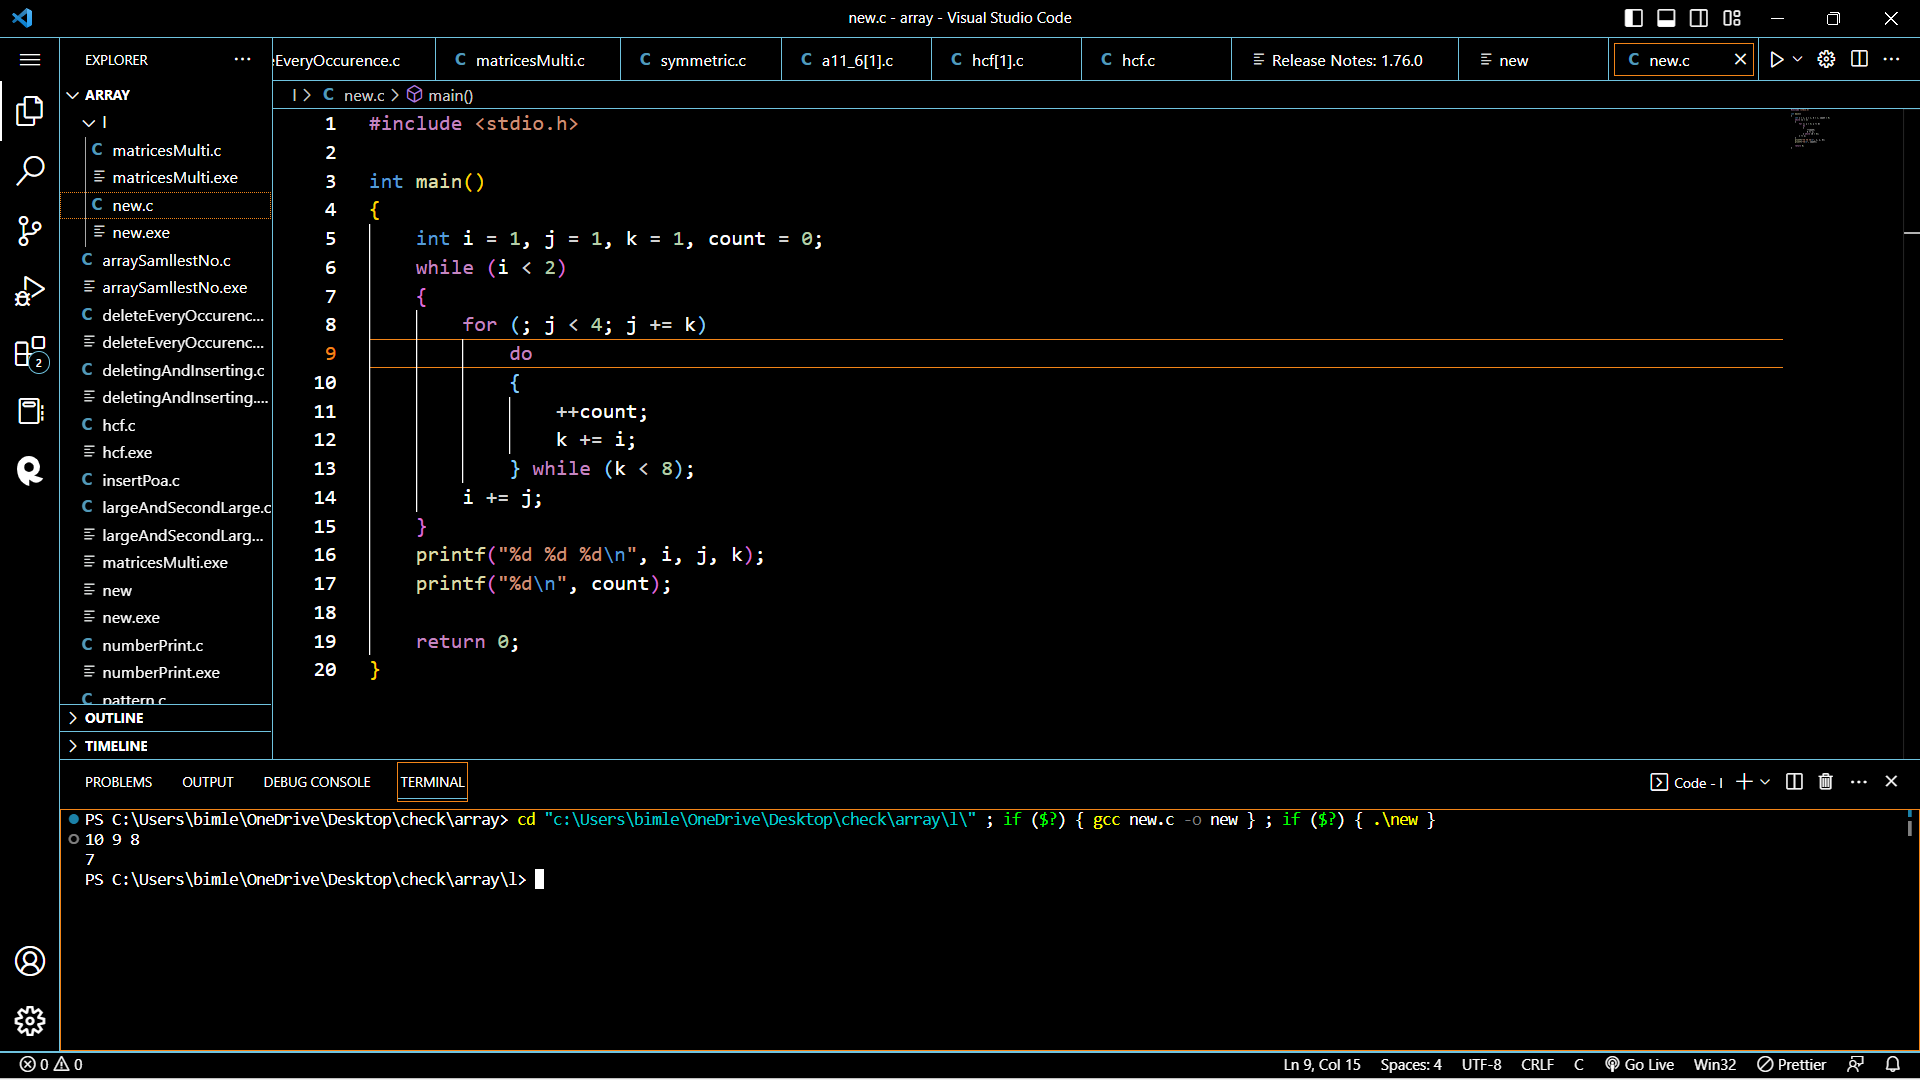 new.c - array - Visual Studio Code
EXPLORER
EveryOccurence.c
matricesMulti.c
symmetric.c
a11_6[1].c
hcf[1].c
hcf.c
Release Notes: 1.76.0
new
new.c
ARRAY
l
matricesMulti.c
matricesMulti.exe
new.c
new.exe
arraySamllestNo.c
arraySamllestNo.exe
deleteEveryOccurenc...
deleteEveryOccurenc...
deletingAndInserting.c
deletingAndInserting....
hcf.c
hcf.exe
insertPoa.c
largeAndSecondLarge.c
largeAndSecondLarg...
matricesMulti.exe
new
new.exe
numberPrint.c
numberPrint.exe
pattern.c
OUTLINE
TIMELINE
2
l > C new.c > main()
1 #include <stdio.h>
2
3 int main()
4 {
5 int i = 1, j = 1, k = 1, count = 0;
6 while (i < 2)
7 {
8 for (; j < 4; j += k)
9 do
10 {
11 ++count;
12 k += i;
13 } while (k < 8);
14 i += j;
15 }
16 printf("%d %d %d\n", i, j, k);
17 printf("%d\n", count);
18
19 return 0;
20 }
PROBLEMS OUTPUT DEBUG CONSOLE TERMINAL
Code - l
PS C:\Users\bimle\OneDrive\Desktop\check\array> cd "c:\Users\bimle\OneDrive\Desktop\check\array\l\" ; if ($?) { gcc new.c -o new } ; if ($?) { .\new }
10 9 8
7
PS C:\Users\bimle\OneDrive\Desktop\check\array\l>
0 0
Ln 9, Col 15 Spaces: 4 UTF-8 CRLF C Go Live Win32 Prettier